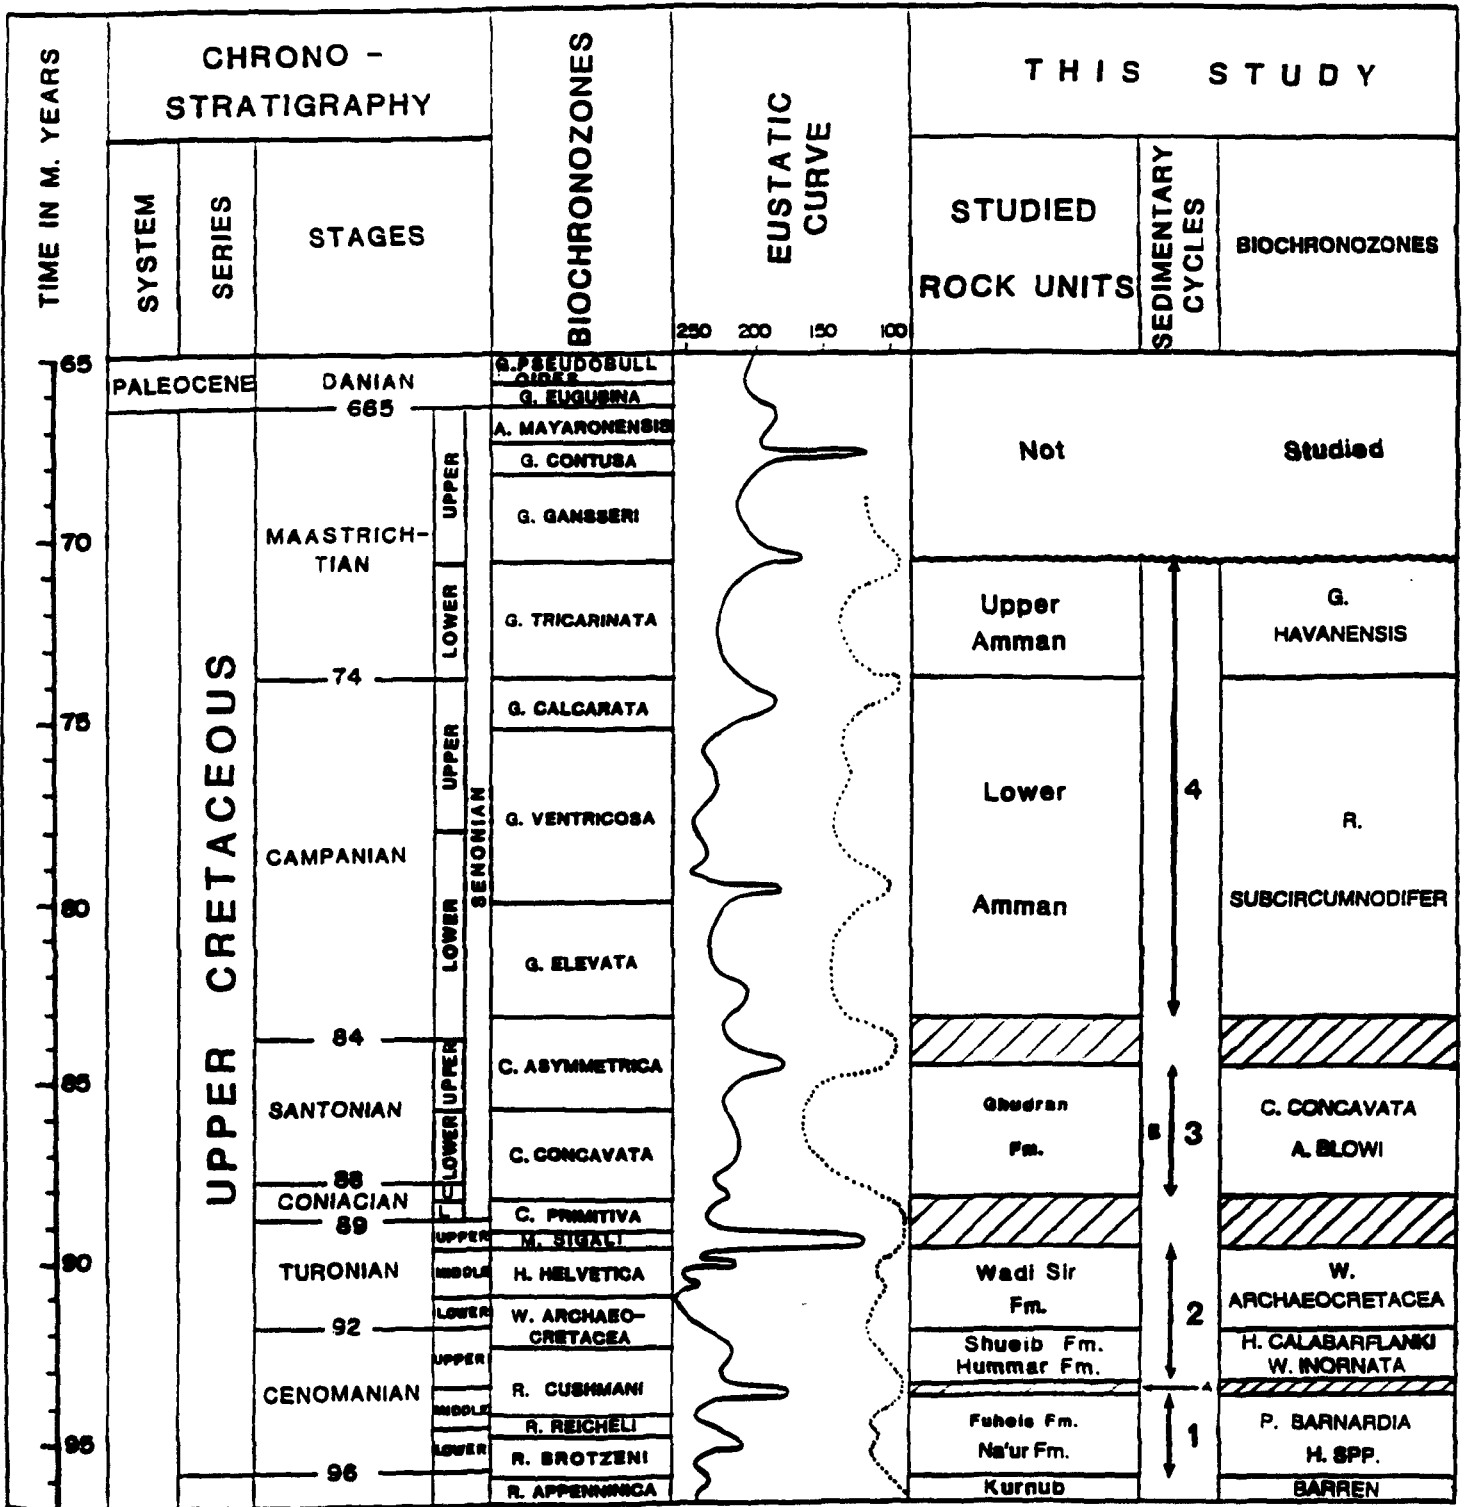 TIME IN M. YEARS
CHRONO -
STRATIGRAPHY
SYSTEM
SERIES
STAGES
BIOCHRONOZONES
EUSTATIC
CURVE
250 200 150 100
THIS STUDY
STUDIED
ROCK UNITS
SEDIMENTARY
CYCLES
BIOCHRONOZONES
65
70
75
80
85
90
95
PALEOCENE
UPPER CRETACEOUS
DANIAN
665
MAASTRICH-
TIAN
74
CAMPANIAN
84
SANTONIAN
88
CONIACIAN
89
TURONIAN
92
CENOMANIAN
96
UPPER
LOWER
UPPER
LOWER
UPPER
LOWER
U
L
UPPER
MIDDLE
LOWER
UPPER
MIDDLE
LOWER
SENONIAN
G.PSEUDOBULL
OIDES
G. EUGUBINA
A. MAYARONENSIS
G. CONTUSA
G. GANSSERI
G. TRICARINATA
G. CALCARATA
G. VENTRICOSA
G. ELEVATA
C. ASYMMETRICA
C. CONCAVATA
C. PRIMITIVA
M. SIGALI
H. HELVETICA
W. ARCHAEO-
CRETACEA
R. CUSHMANI
R. REICHELI
R. BROTZENI
R. APPENNINICA
Not Studied
Upper
Amman
Lower
Amman
Ghudran
Fm.
Wadi Sir
Fm.
Shueib Fm.
Hummar Fm.
Fuheis Fm.
Na'ur Fm.
Kurnub
4
B 3
2
A
1
G.
HAVANENSIS
R.
SUBCIRCUMNODIFER
C. CONCAVATA
A. BLOWI
W.
ARCHAEOCRETACEA
H. CALABARFLANKI
W. INORNATA
P. BARNARDIA
H. SPP.
BARREN